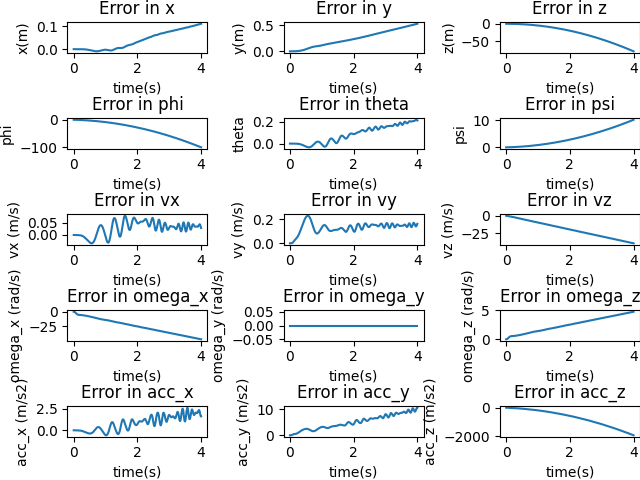 Error in x
x(m)
0.1
0.0
0 2 4
time(s)
Error in y
y(m)
0.5
0.0
0 2 4
time(s)
Error in z
z(m)
0
−50
0 2 4
time(s)
Error in phi
phi
0
−100
0 2 4
time(s)
Error in theta
theta
0.2
0.0
0 2 4
time(s)
Error in psi
psi
10
0
0 2 4
time(s)
Error in vx
vx (m/s)
0.05
0.00
0 2 4
time(s)
Error in vy
vy (m/s)
0.2
0.0
0 2 4
time(s)
Error in vz
vz (m/s)
0
−25
0 2 4
time(s)
Error in omega_x
omega_x (rad/s)
0
−25
0 2 4
time(s)
Error in omega_y
omega_y (rad/s)
0.05
0.00
−0.05
0 2 4
time(s)
Error in omega_z
omega_z (rad/s)
5
0
0 2 4
time(s)
Error in acc_x
acc_x (m/s2)
2.5
0.0
0 2 4
time(s)
Error in acc_y
acc_y (m/s2)
10
0
0 2 4
time(s)
Error in acc_z
acc_z (m/s2)
0
−2000
0 2 4
time(s)